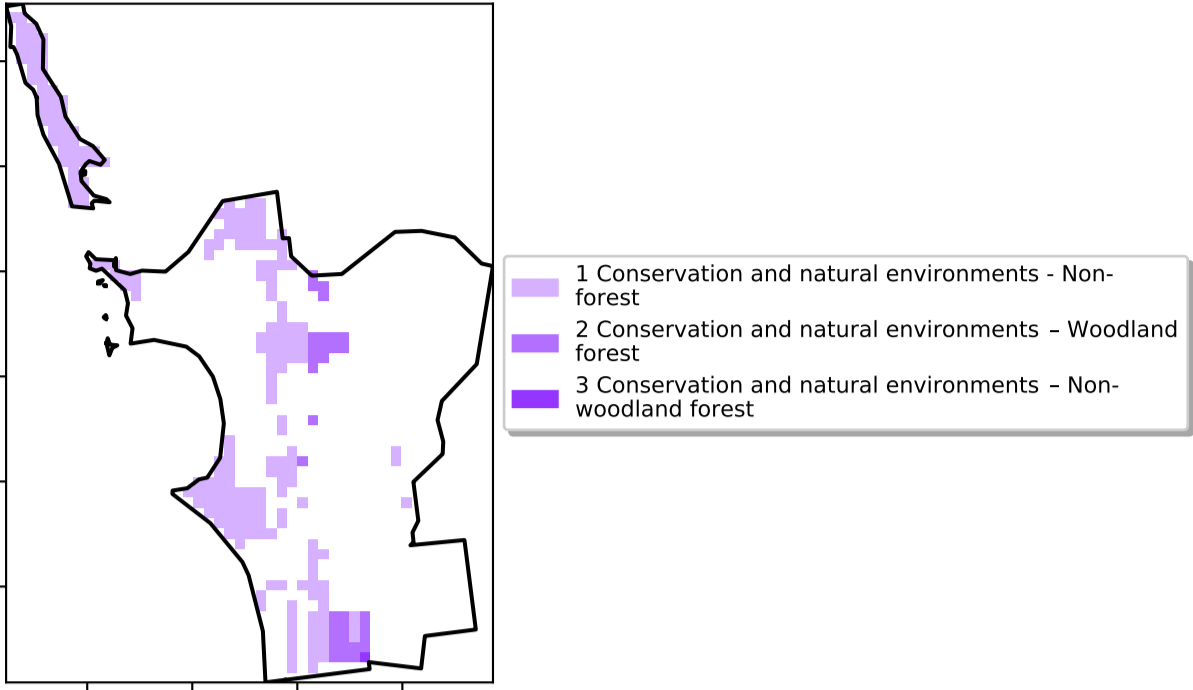 1 Conservation and natural environments - Non-
forest
2 Conservation and natural environments – Woodland
forest
3 Conservation and natural environments – Non-
woodland forest